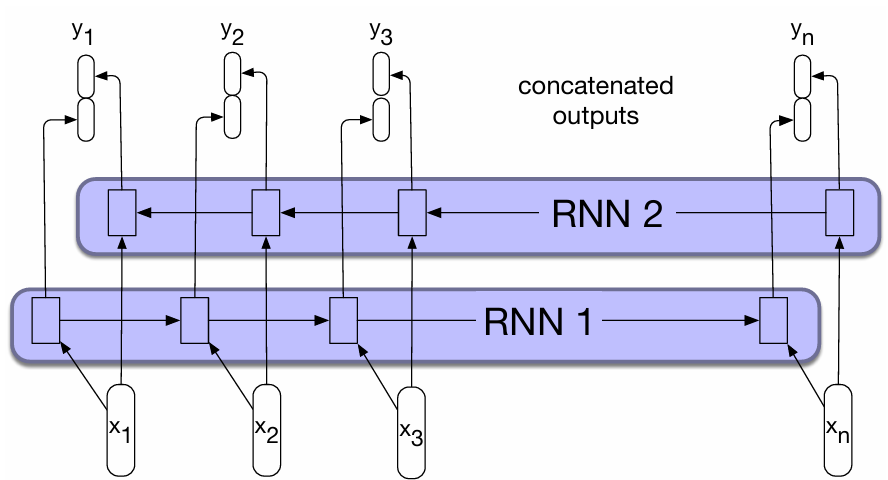 y1 y2 y3 yn
concatenated
outputs
RNN 2
RNN 1
x1 x2 x3 xn